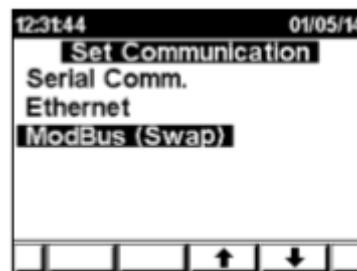 12:31:44 01/05/14
Set Communication
Serial Comm.
Ethernet
ModBus (Swap)